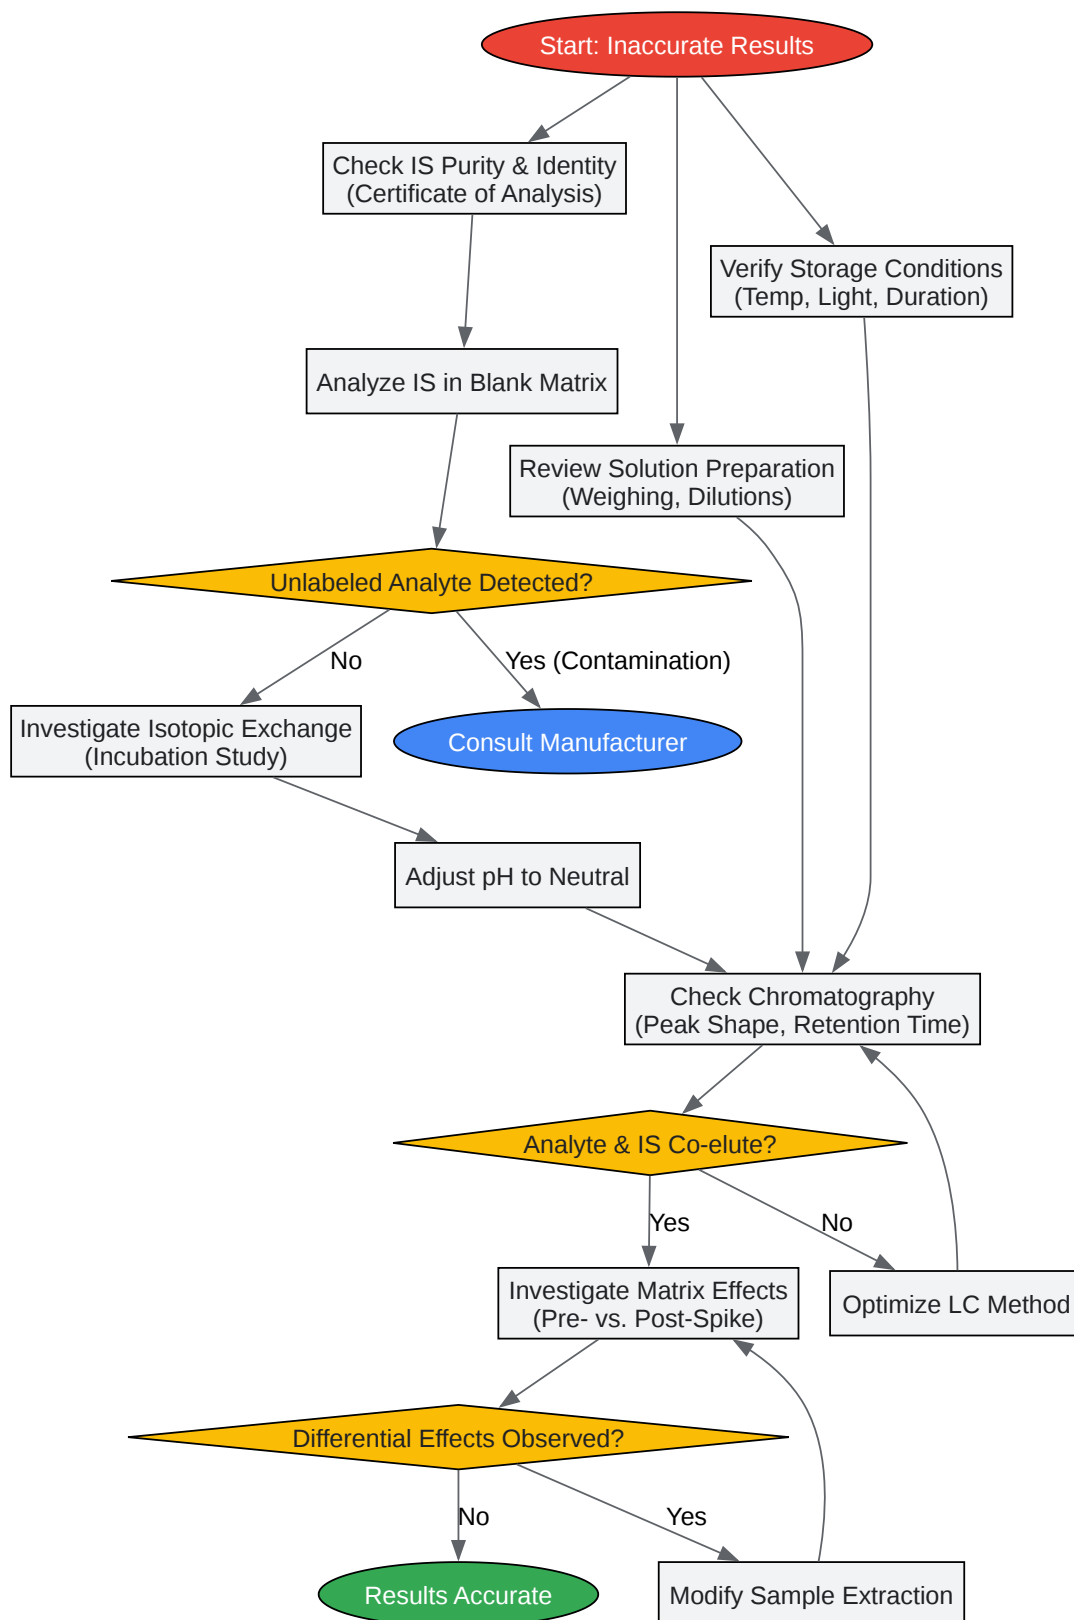 Start: Inaccurate Results
Check IS Purity & Identity
(Certificate of Analysis)
Verify Storage Conditions
(Temp, Light, Duration)
Analyze IS in Blank Matrix
Review Solution Preparation
(Weighing, Dilutions)
Unlabeled Analyte Detected?
No
Yes (Contamination)
Investigate Isotopic Exchange
(Incubation Study)
Consult Manufacturer
Adjust pH to Neutral
Check Chromatography
(Peak Shape, Retention Time)
Analyte & IS Co-elute?
Yes
No
Investigate Matrix Effects
(Pre- vs. Post-Spike)
Optimize LC Method
Differential Effects Observed?
No
Yes
Results Accurate
Modify Sample Extraction